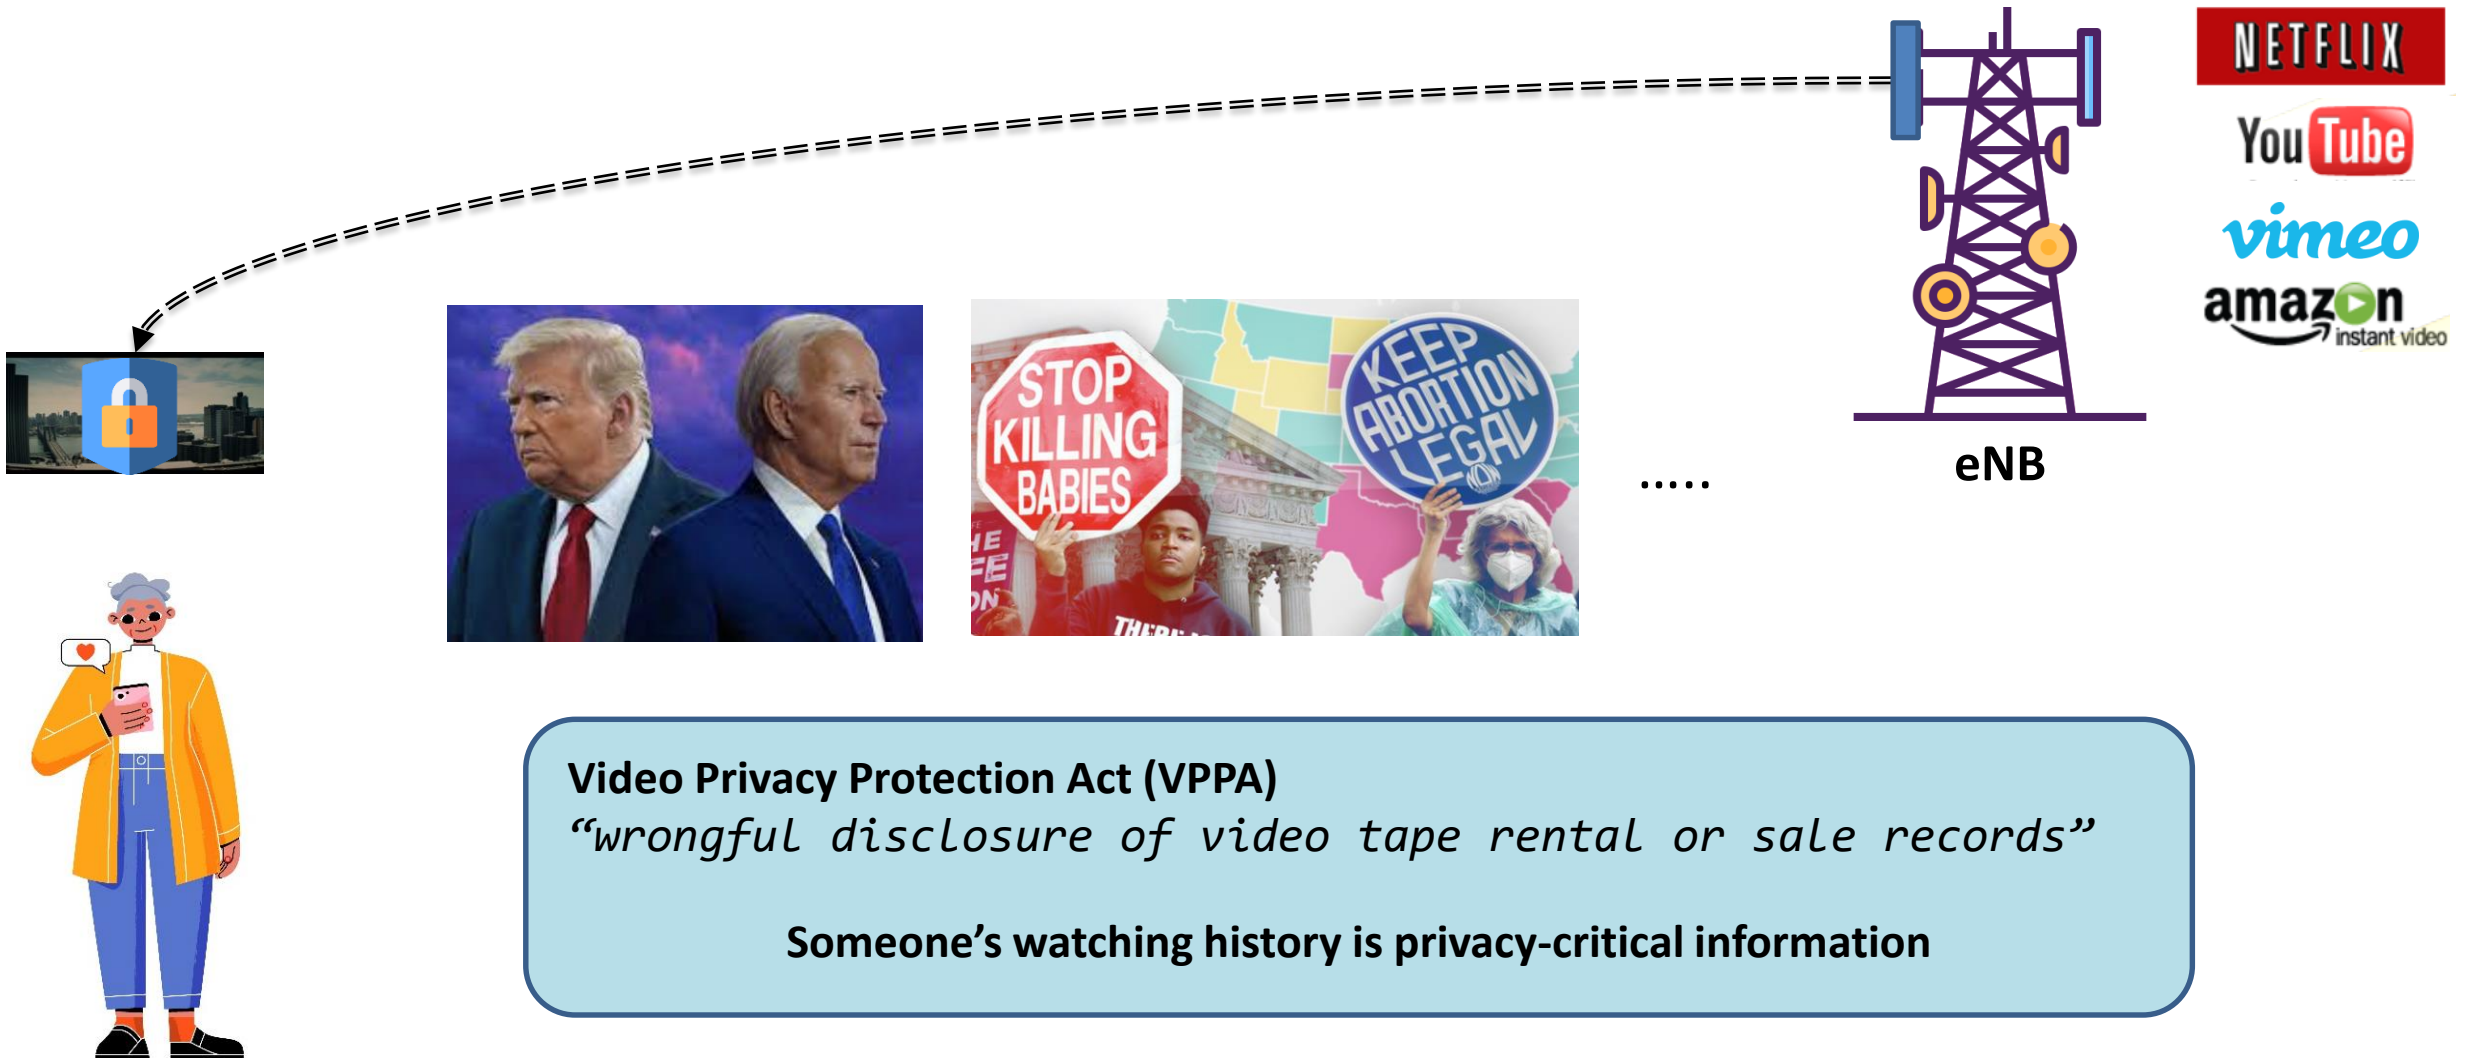 NETFLIX
YouTube
vimeo
amazon
instant video
STOP
KILLING
BABIES
KEEP
ABORTION
LEGAL
NOW
eNB
.....
Video Privacy Protection Act (VPPA)
“wrongful disclosure of video tape rental or sale records”
Someone’s watching history is privacy-critical information